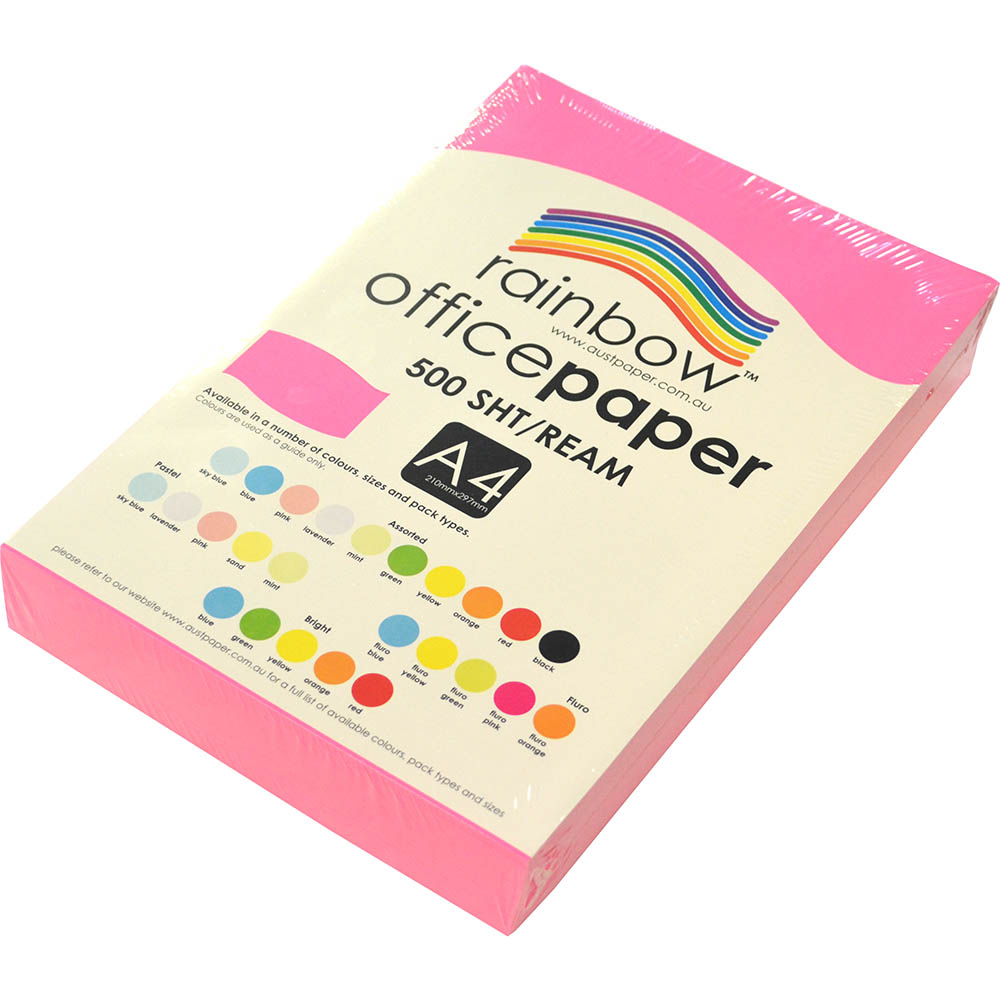 rainbow™
www.austpaper.com.au
officepaper
500 SHT/REAM
A4
210mmx297mm
Available in a number of colours, sizes and pack types.
Colours are used as a guide only.
Assorted
sky blue
blue
pink
lavender
mint
green
yellow
orange
red
black
Pastel
sky blue
lavender
pink
sand
mint
Bright
blue
green
yellow
orange
red
Fluro
fluro blue
fluro yellow
fluro green
fluro pink
fluro orange
please refer to our website www.austpaper.com.au for a full list of available colours, pack types and sizes